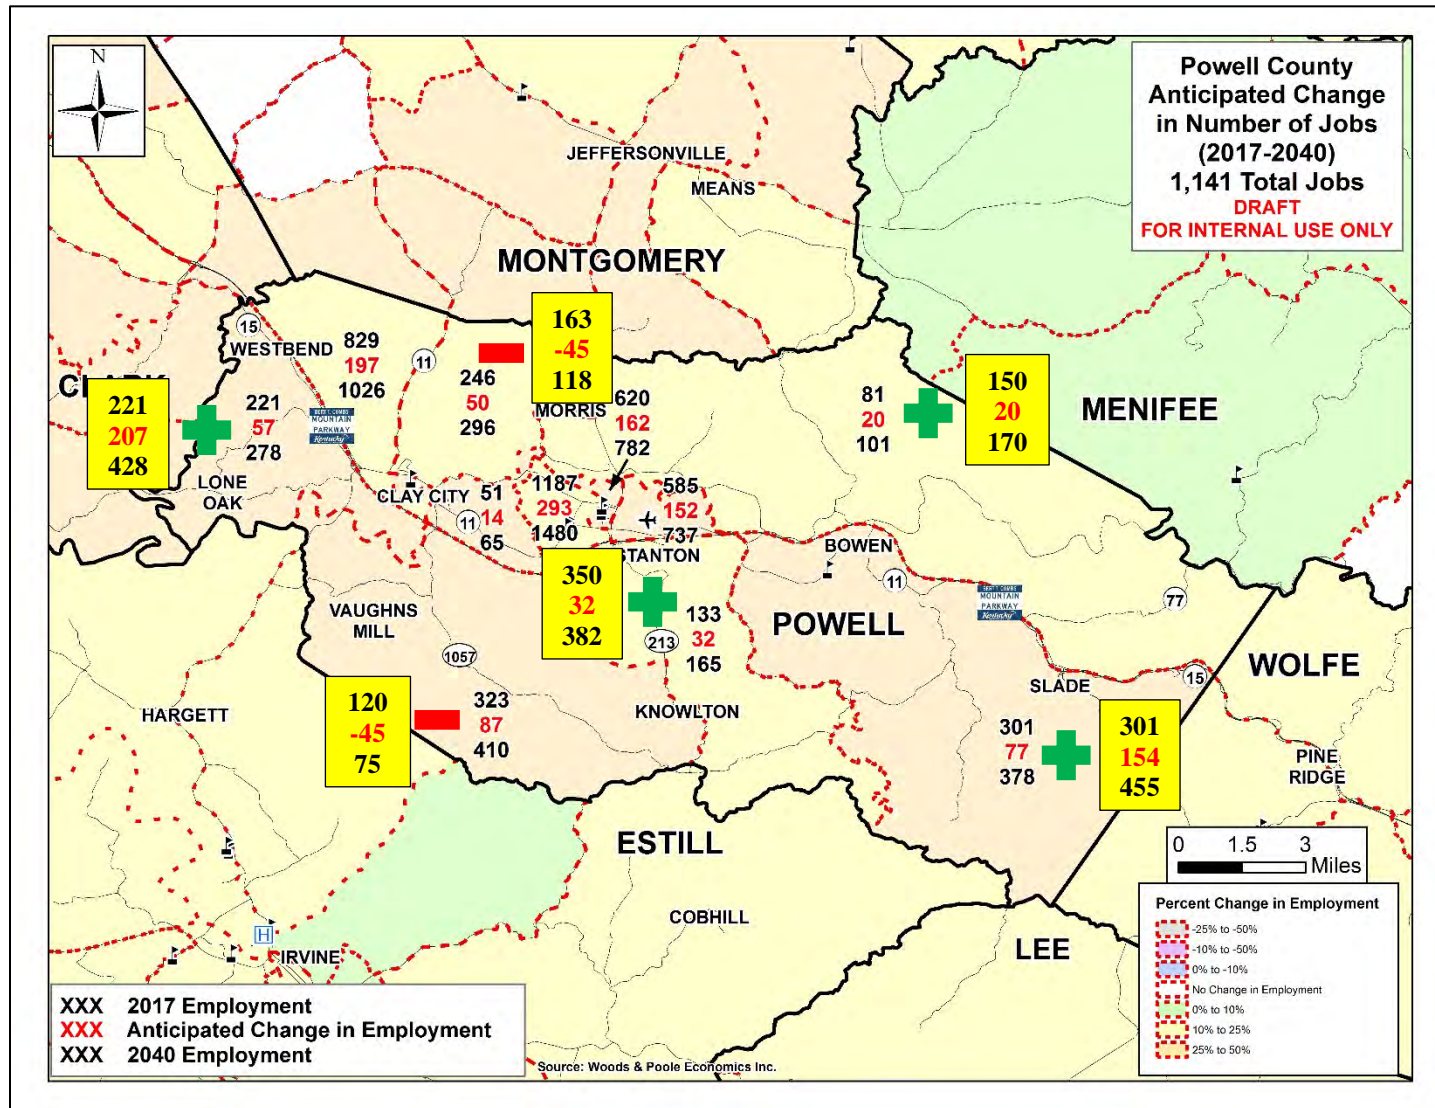 N
Powell County
Anticipated Change
in Number of Jobs
(2017-2040)
1,141 Total Jobs
DRAFT
FOR INTERNAL USE ONLY
JEFFERSONVILLE
MEANS
MONTGOMERY
15
WESTBEND
829
197
1026
11
246
50
296
163
-45
118
MORRIS
620
162
782
81
20
101
150
20
170
MENIFEE
221
207
428
221
57
278
MOUNTAIN
PARKWAY
Kentucky
LONE
OAK
CLAY CITY
11
51
14
65
1187
293
1480
585
152
737
STANTON
BOWEN
11
MOUNTAIN
PARKWAY
Kentucky
77
350
32
382
133
32
165
213
POWELL
VAUGHNS
MILL
1057
WOLFE
SLADE
15
HARGETT
120
-45
75
323
87
410
KNOWLTON
301
77
378
301
154
455
PINE
RIDGE
ESTILL
COBHILL
LEE
H
IRVINE
0 1.5 3
Miles
Percent Change in Employment
-25% to -50%
-10% to -50%
0% to -10%
No Change in Employment
0% to 10%
10% to 25%
25% to 50%
XXX 2017 Employment
XXX Anticipated Change in Employment
XXX 2040 Employment
Source: Woods & Poole Economics Inc.